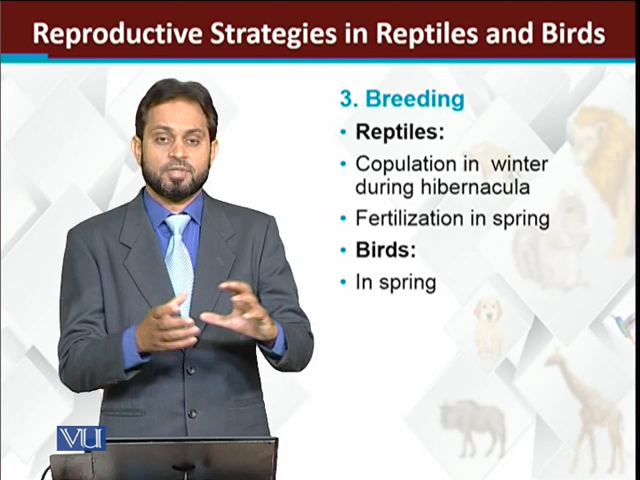 Reproductive Strategies in Reptiles and Birds
3. Breeding
• Reptiles:
• Copulation in winter
during hibernacula
• Fertilization in spring
• Birds:
• In spring
VU